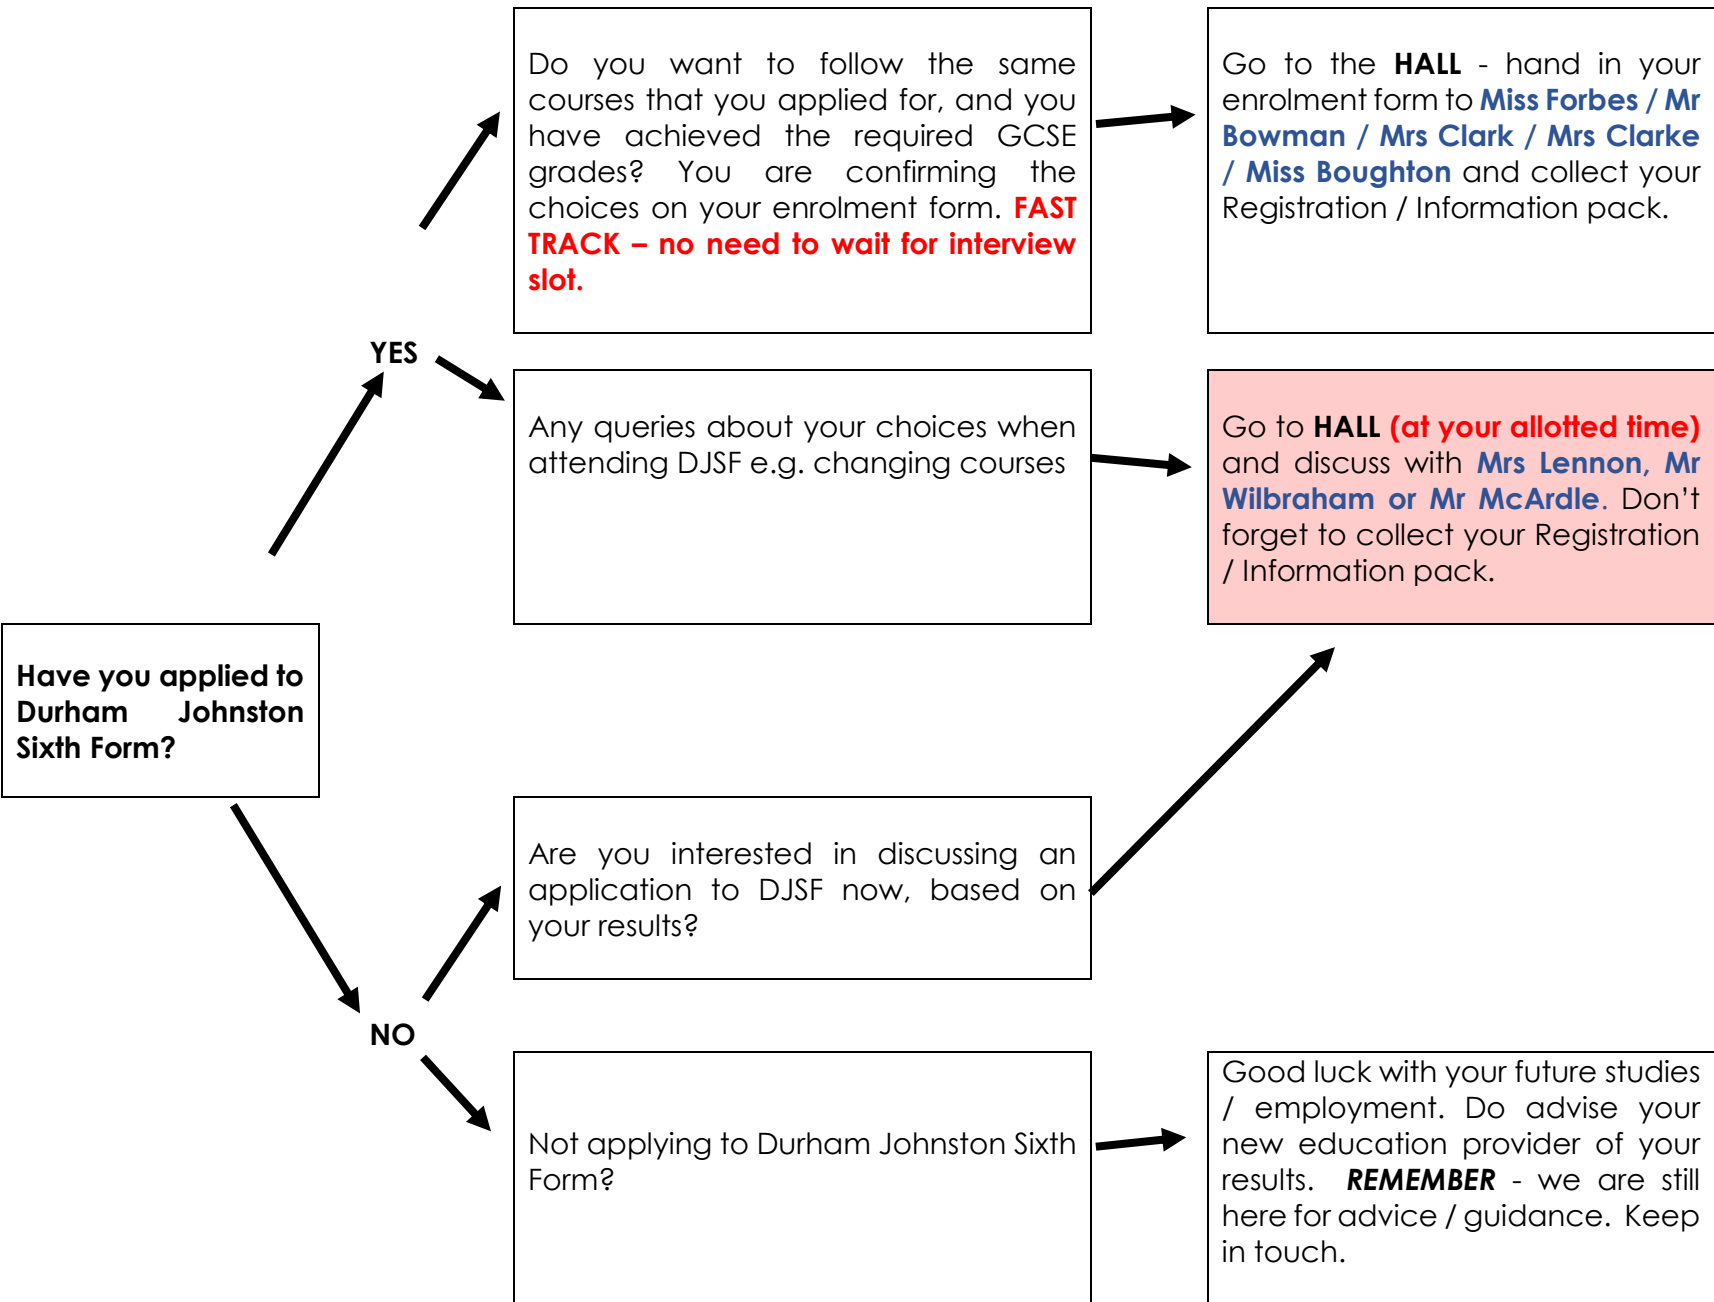 Have you applied to
Durham Johnston
Sixth Form?
YES
Do you want to follow the same
courses that you applied for, and you
have achieved the required GCSE
grades? You are confirming the
choices on your enrolment form. FAST
TRACK – no need to wait for interview
slot.
Go to the HALL - hand in your
enrolment form to Miss Forbes / Mr
Bowman / Mrs Clark / Mrs Clarke
/ Miss Boughton and collect your
Registration / Information pack.
Any queries about your choices when
attending DJSF e.g. changing courses
Go to HALL (at your allotted time)
and discuss with Mrs Lennon, Mr
Wilbraham or Mr McArdle. Don’t
forget to collect your Registration
/ Information pack.
NO
Are you interested in discussing an
application to DJSF now, based on
your results?
Not applying to Durham Johnston Sixth
Form?
Good luck with your future studies
/ employment. Do advise your
new education provider of your
results. REMEMBER - we are still
here for advice / guidance. Keep
in touch.